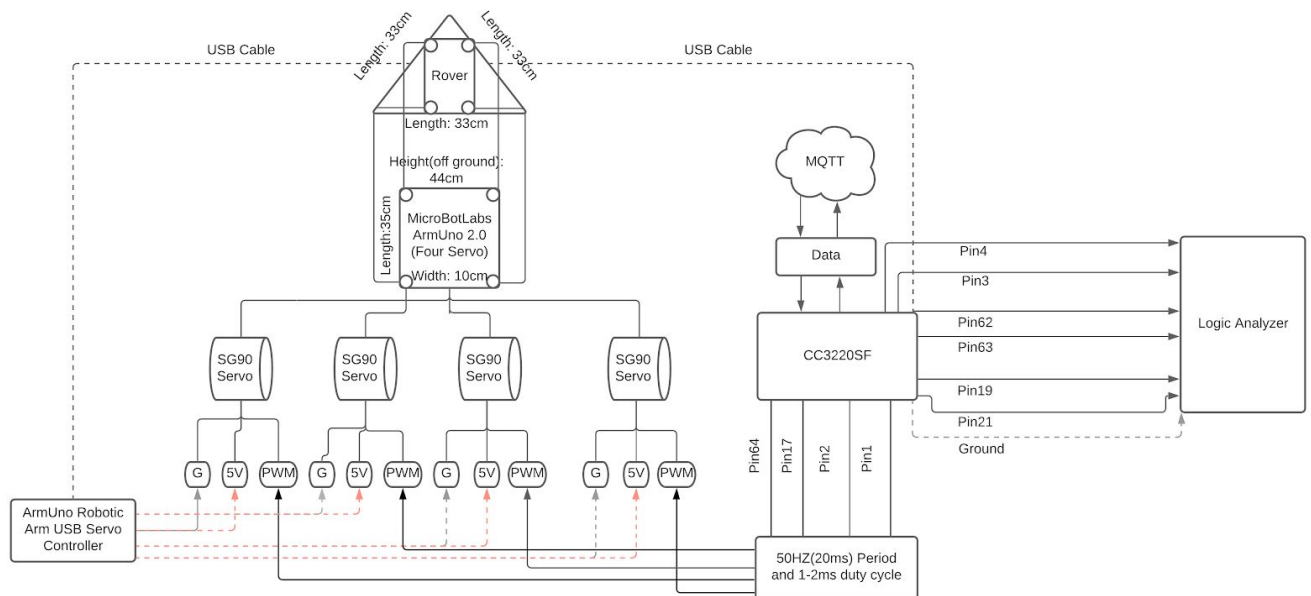 USB Cable
Length: 33cm
Length: 33cm
USB Cable
Rover
Length: 33cm
Height(off ground):
44cm
Length:35cm
MicroBotLabs
ArmUno 2.0
(Four Servo)
Width: 10cm
MQTT
Data
CC3220SF
Pin4
Pin3
Pin62
Pin63
Pin19
Pin21
Ground
Logic Analyzer
SG90
Servo
SG90
Servo
SG90
Servo
SG90
Servo
G
5V
PWM
G
5V
PWM
G
5V
PWM
G
5V
PWM
Pin64
Pin17
Pin2
Pin1
ArmUno Robotic
Arm USB Servo
Controller
50HZ(20ms) Period
and 1-2ms duty cycle